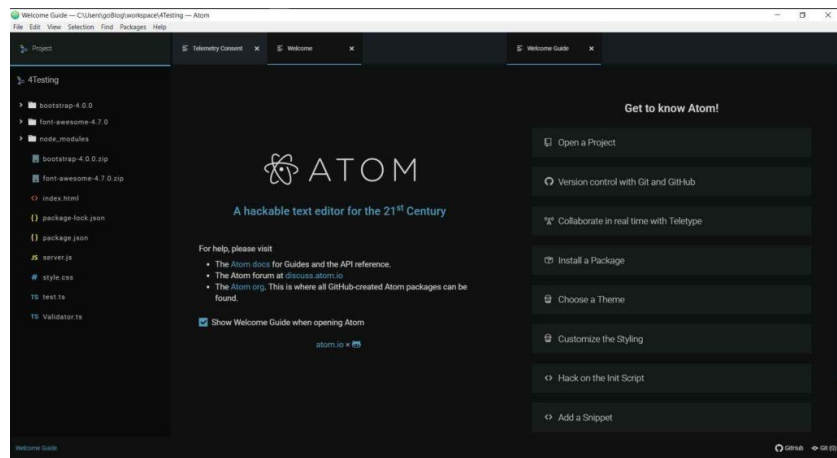 Welcome Guide — C:\Users\goBlog\workspace\4Testing — Atom
File Edit View Selection Find Packages Help
Project
Telemetry Consent
Welcome
Welcome Guide
4Testing
bootstrap-4.0.0
font-awesome-4.7.0
node_modules
bootstrap-4.0.0.zip
font-awesome-4.7.0.zip
<> index.html
{} package-lock.json
{} package.json
JS server.js
# style.css
TS test.ts
TS Validator.ts
ATOM
A hackable text editor for the 21st Century
For help, please visit
• The Atom docs for Guides and the API reference.
• The Atom forum at discuss.atom.io
• The Atom org. This is where all GitHub-created Atom packages can be
found.
Show Welcome Guide when opening Atom
atom.io ×
Get to know Atom!
Open a Project
Version control with Git and GitHub
Collaborate in real time with Teletype
Install a Package
Choose a Theme
Customize the Styling
Hack on the Init Script
Add a Snippet
Welcome Guide
GitHub Git (0)